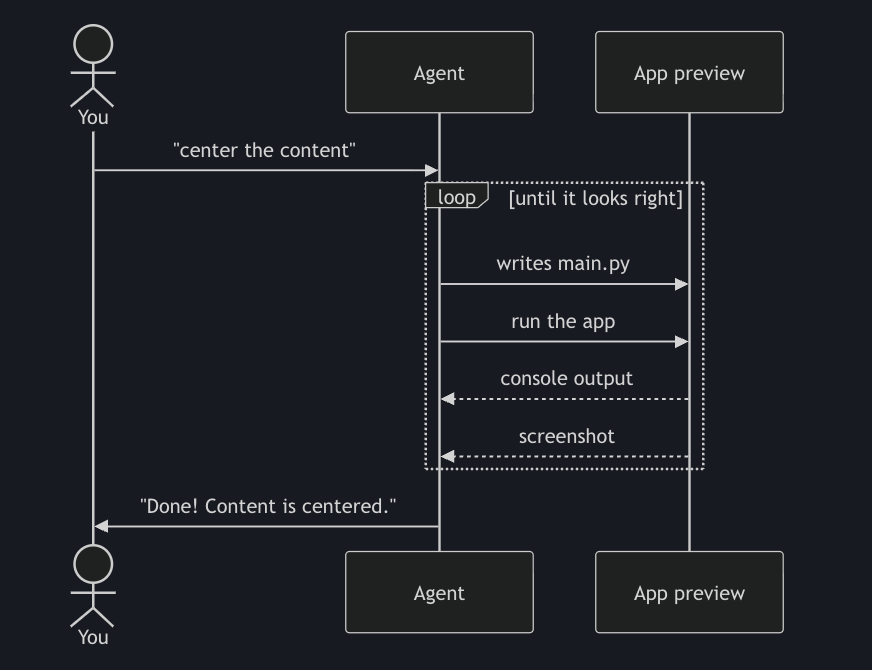 You
Agent
App preview
"center the content"
loop
[until it looks right]
writes main.py
run the app
console output
screenshot
"Done! Content is centered."
You
Agent
App preview